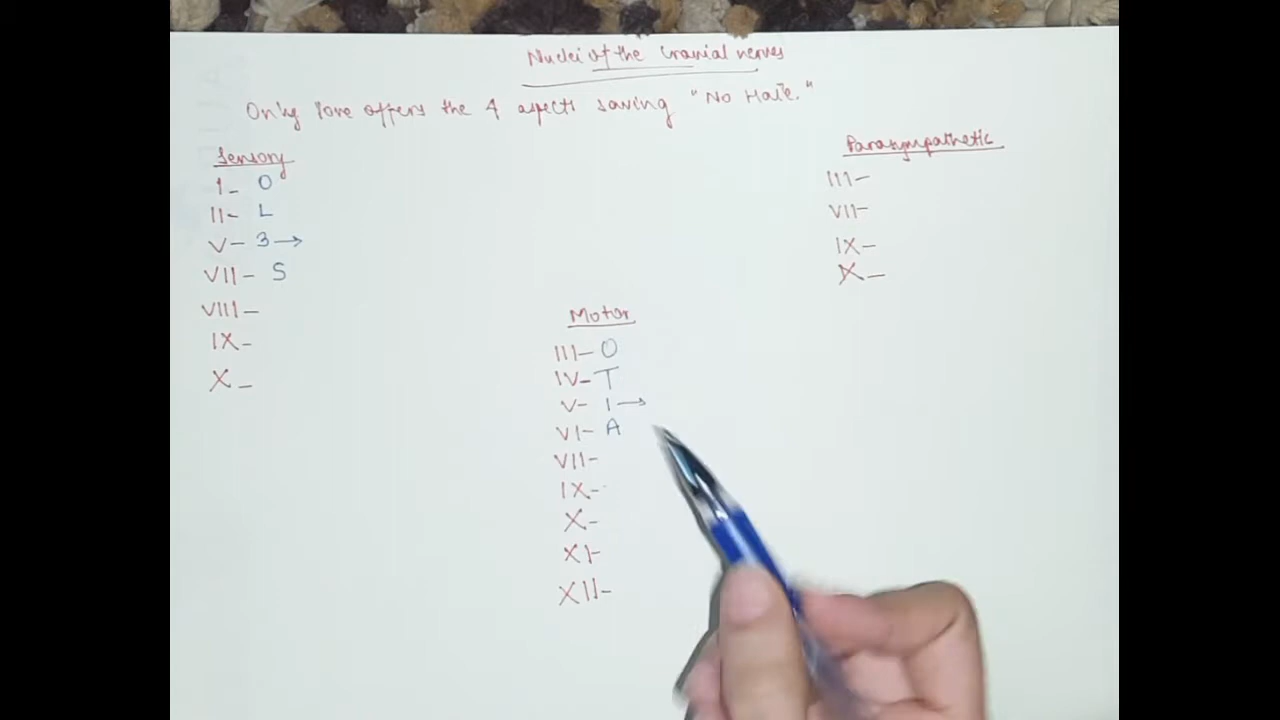 Nuclei of the Cranial nerves
Only love offers the 4 aspects saving "No Hate."
Sensory
I- O
II- L
V- 3→
VII- S
VIII-
IX-
X-
Parasympathetic
III-
VII-
IX-
X-
Motor
III- O
IV- T
V- 1→
VI- A
VII-
IX-
X-
XI-
XII-